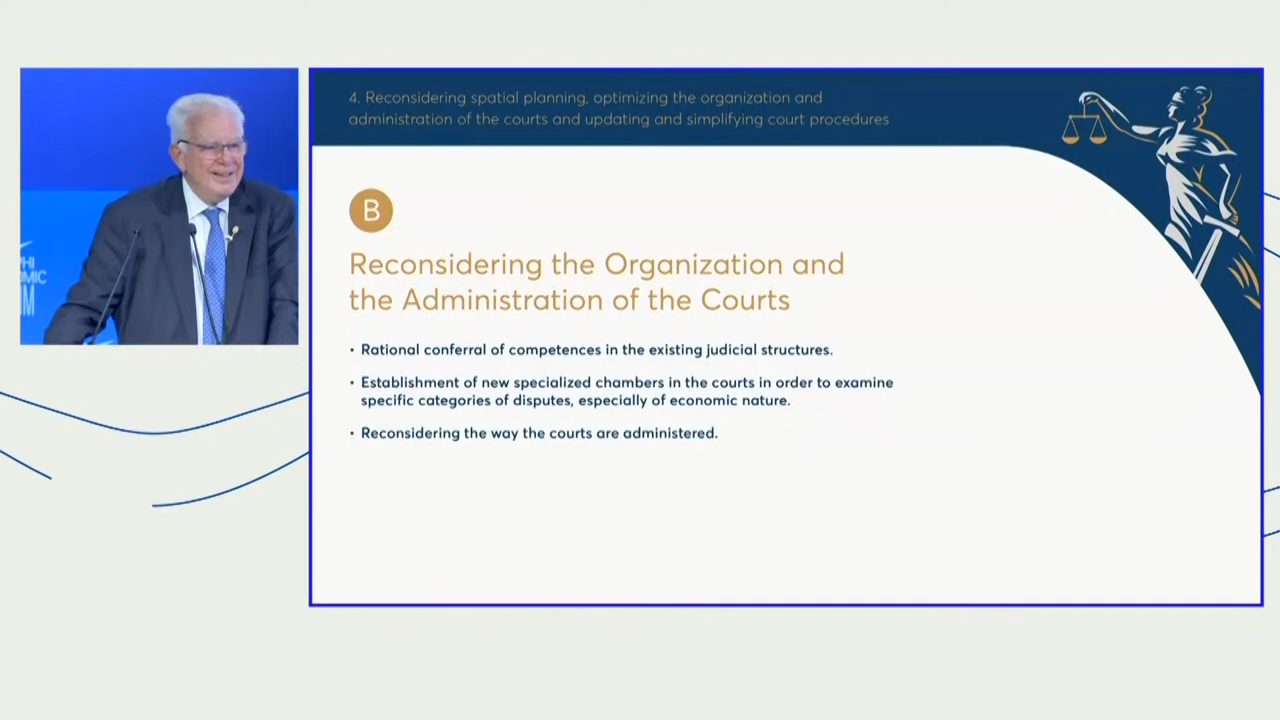 PHI
OMIC
UM
4. Reconsidering spatial planning, optimizing the organization and
administration of the courts and updating and simplifying court procedures
B
Reconsidering the Organization and
the Administration of the Courts
• Rational conferral of competences in the existing judicial structures.
• Establishment of new specialized chambers in the courts in order to examine
specific categories of disputes, especially of economic nature.
• Reconsidering the way the courts are administered.